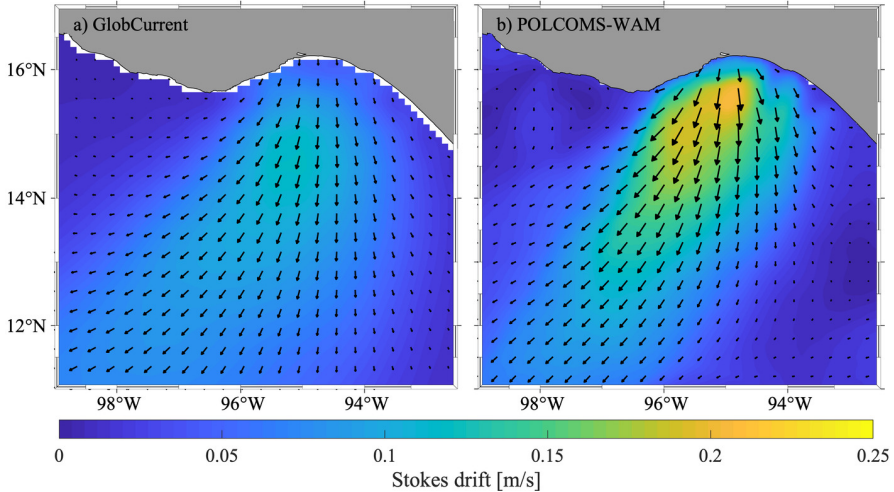 a) GlobCurrent
b) POLCOMS-WAM
16°N
14°N
12°N
98°W 96°W 94°W
98°W 96°W 94°W
0 0.05 0.1 0.15 0.2 0.25
Stokes drift [m/s]